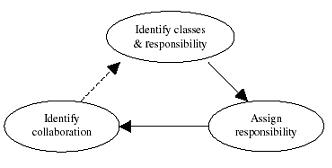 Identify classes
& responsibility
Identify
collaboration
Assign
responsibility